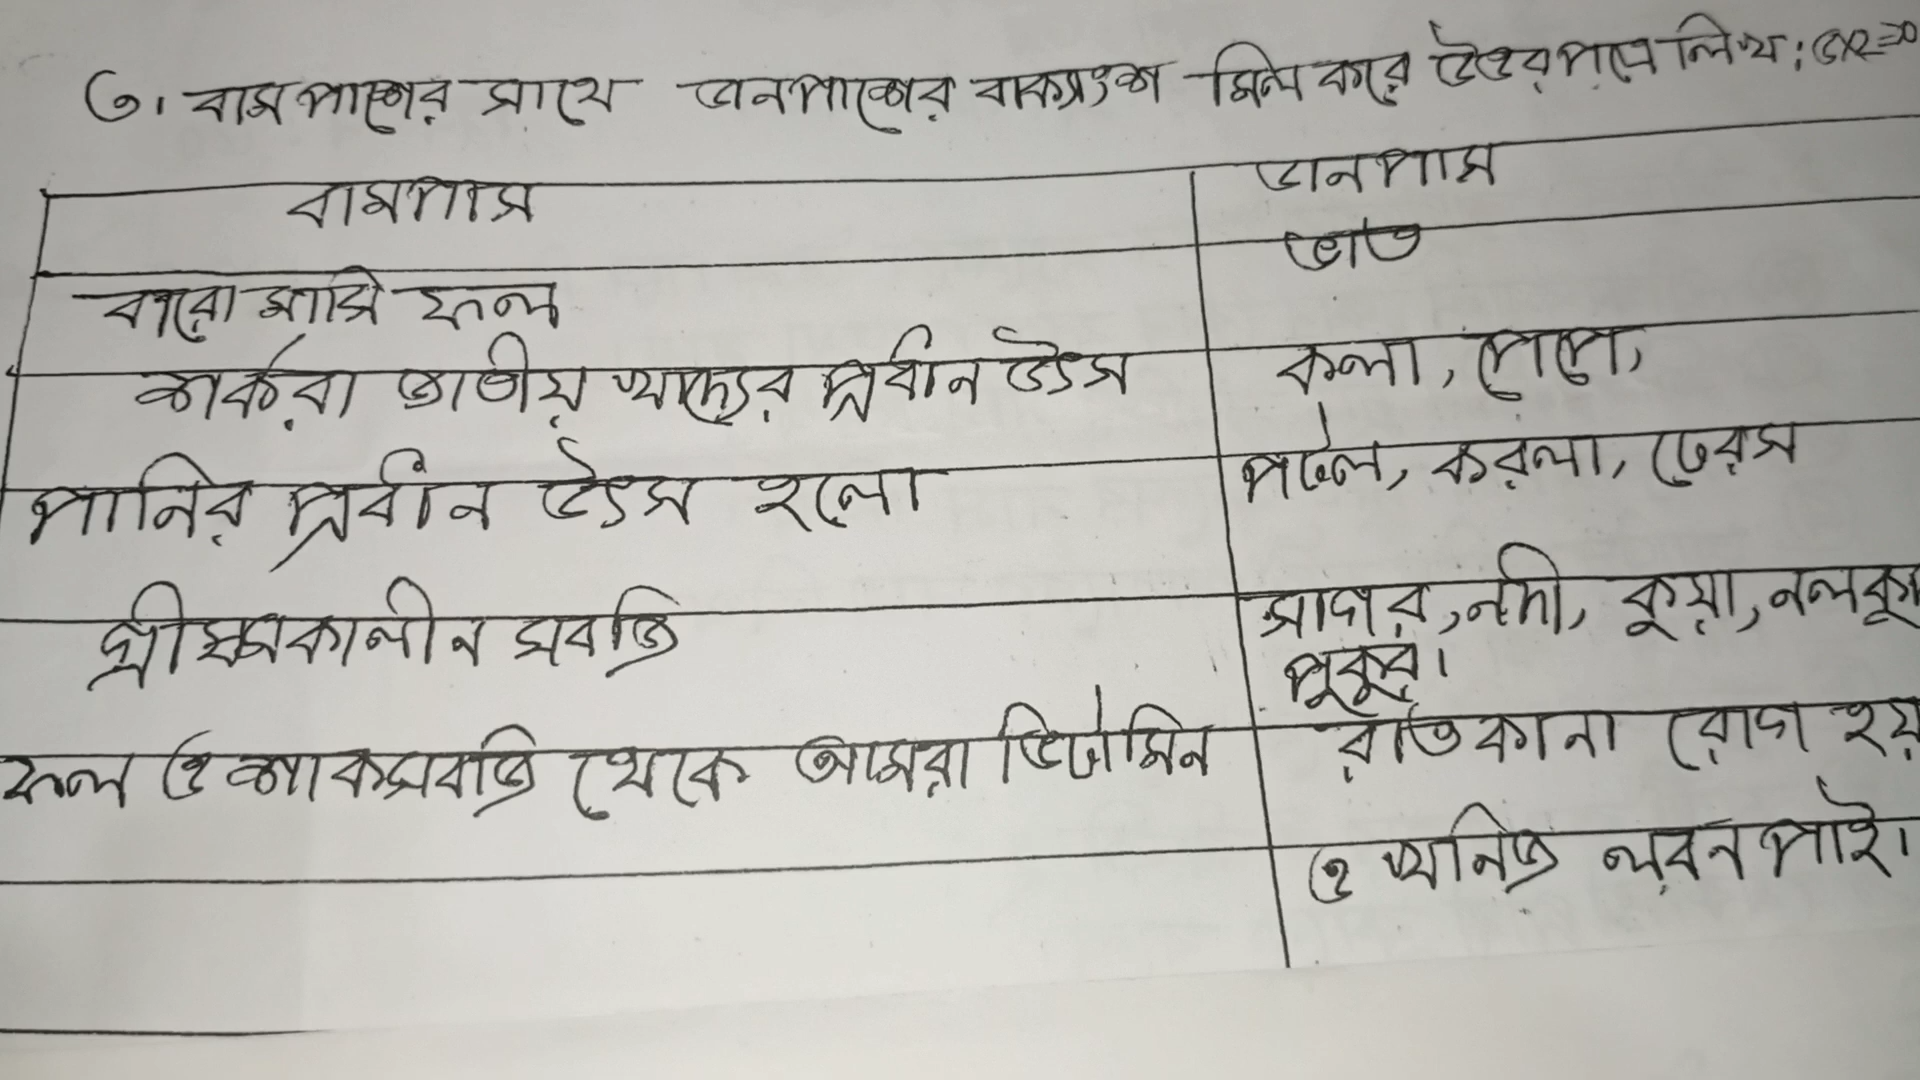 ৩. বামপাশের সাথে ডানপাশের বাক্যাংশ মিল করে উত্তরপত্রে লিখ:
বামপাস ডানপাস
বারো মাসি ফল ভাত
শর্করা জাতীয় খাদ্যের প্রধান উৎস কলা, পেপে,
পানির প্রধান উৎস হলো পটল, করলা, ঢেরস
গ্রীষ্মকালীন সবজি সাগর, নদী, কুয়া, নলকূ
পুকুর।
ফল ও শাকসবজি থেকে আমরা ভিটামিন রাতকানা রোগ হয়
ও খনিজ লবন পাই।